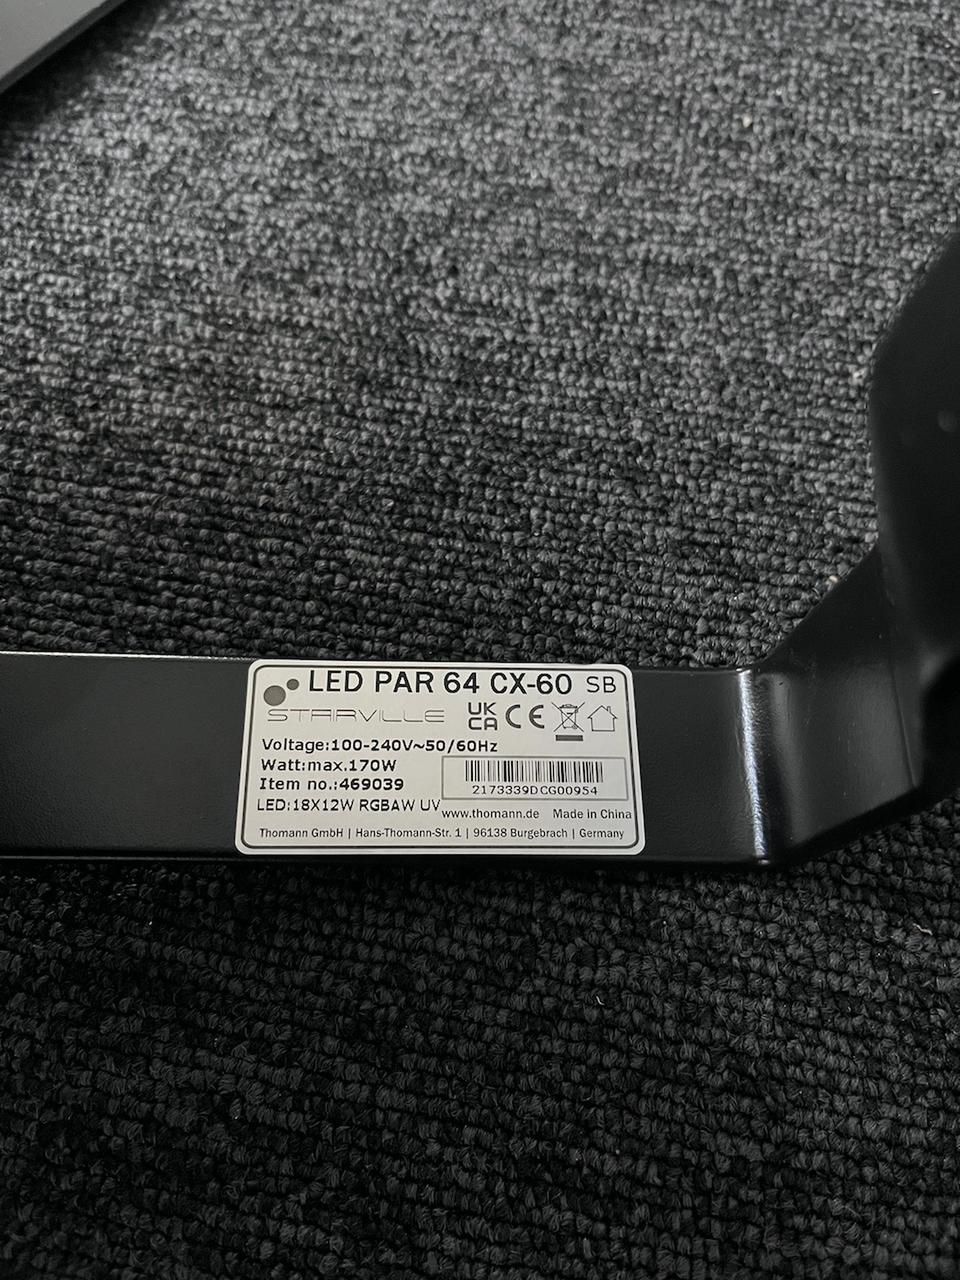 LED PAR 64 CX-60 SB
STAIRVILLE
UK
CA CE
Voltage:100-240V~50/60Hz
Watt:max.170W
Item no.:469039
2173339DCG00954
LED:18X12W RGBAW UV
www.thomann.de Made in China
Thomann GmbH | Hans-Thomann-Str. 1 | 96138 Burgebrach | Germany